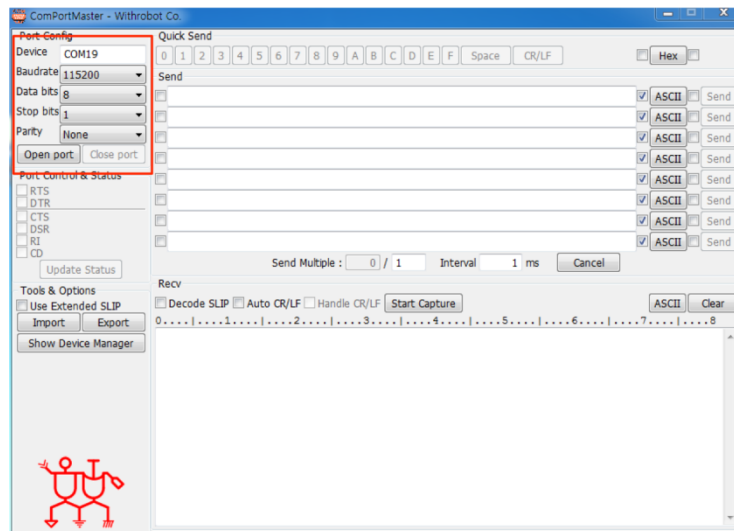 ComPortMaster - Withrobot Co.
Port Config
Device COM19
Baudrate 115200
Data bits 8
Stop bits 1
Parity None
Open port Close port
Port Control & Status
RTS
DTR
CTS
DSR
RI
CD
Update Status
Tools & Options
Use Extended SLIP
Import Export
Show Device Manager
Quick Send
0 1 2 3 4 5 6 7 8 9 A B C D E F Space CR/LF Hex
Send
ASCII Send
ASCII Send
ASCII Send
ASCII Send
ASCII Send
ASCII Send
ASCII Send
ASCII Send
Send Multiple : 0 / 1 Interval 1 ms Cancel
Recv
Decode SLIP Auto CR/LF Handle CR/LF Start Capture ASCII Clear
0....|....1....|....2....|....3....|....4....|....5....|....6....|....7....|....8